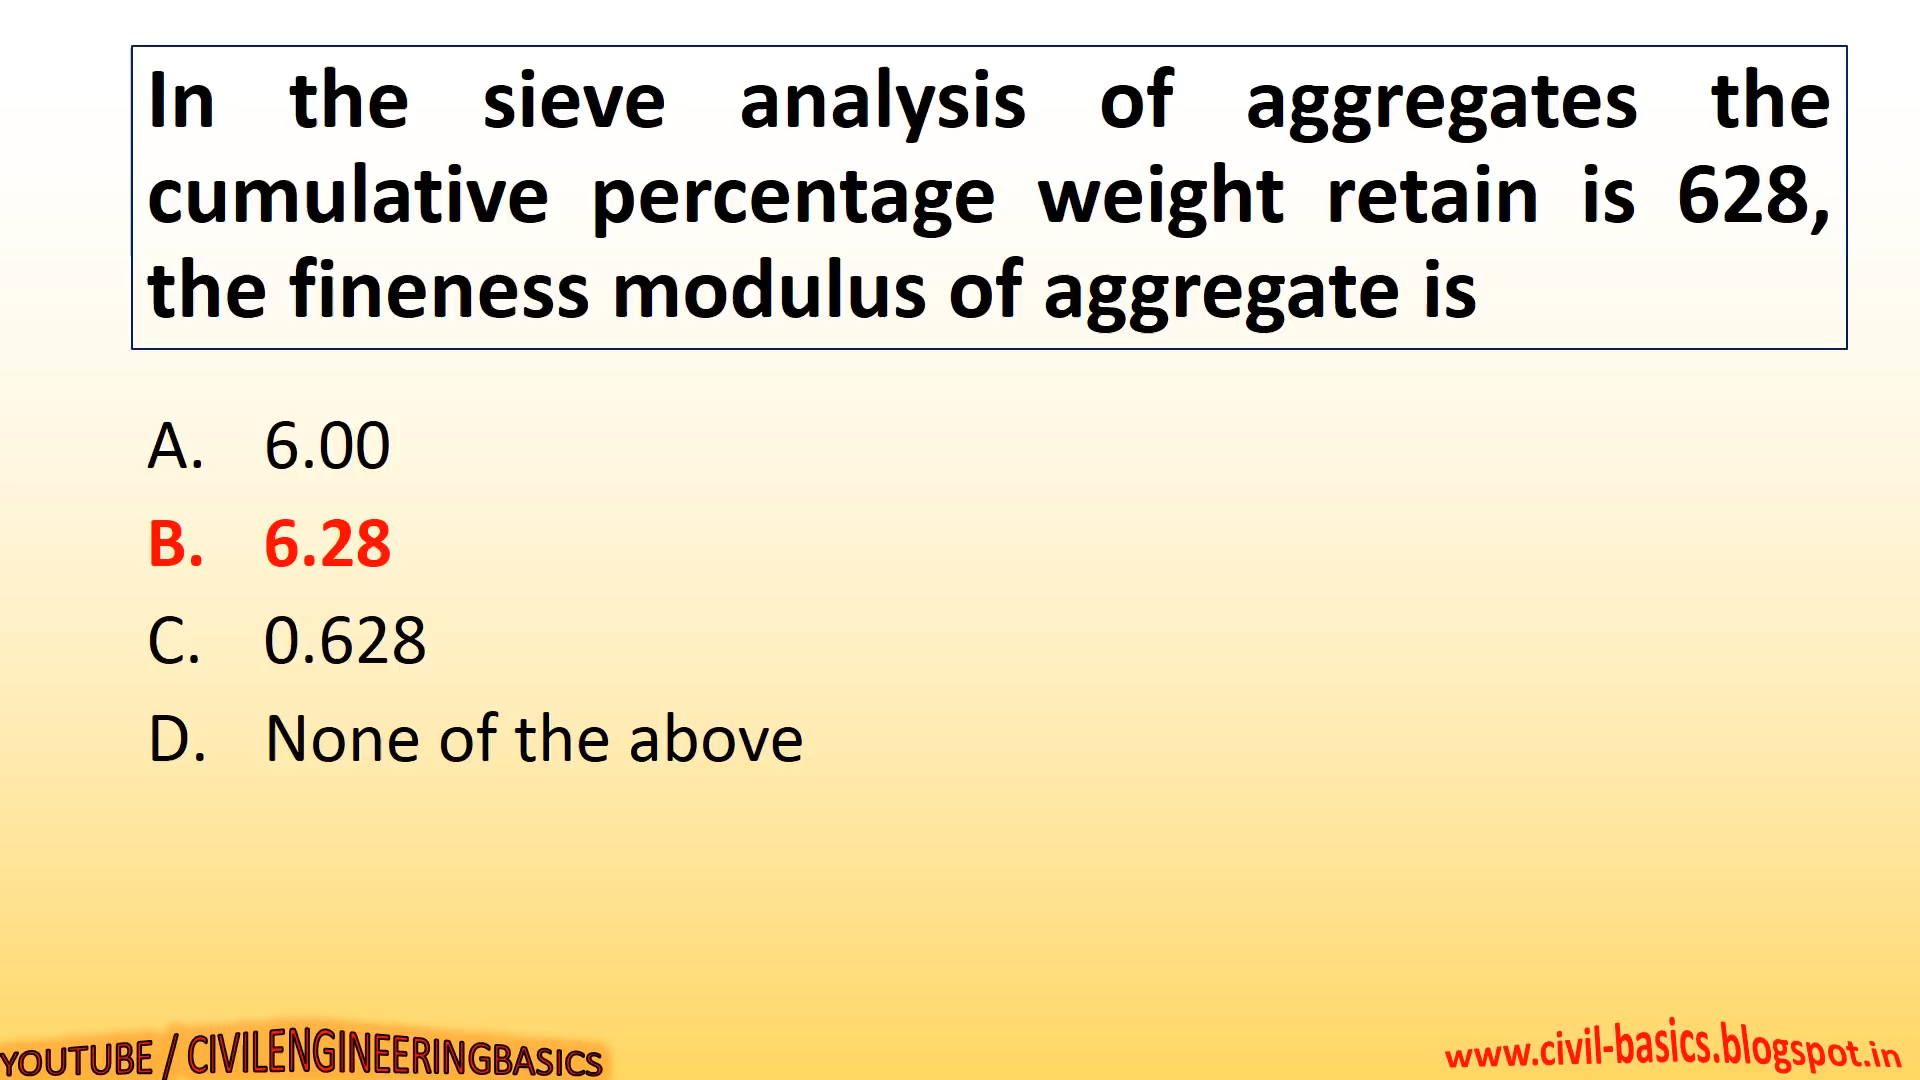 In the sieve analysis of aggregates the
cumulative percentage weight retain is 628,
the fineness modulus of aggregate is
A. 6.00
B. 6.28
C. 0.628
D. None of the above
YOUTUBE / CIVILENGINEERINGBASICS
www.civil-basics.blogspot.in